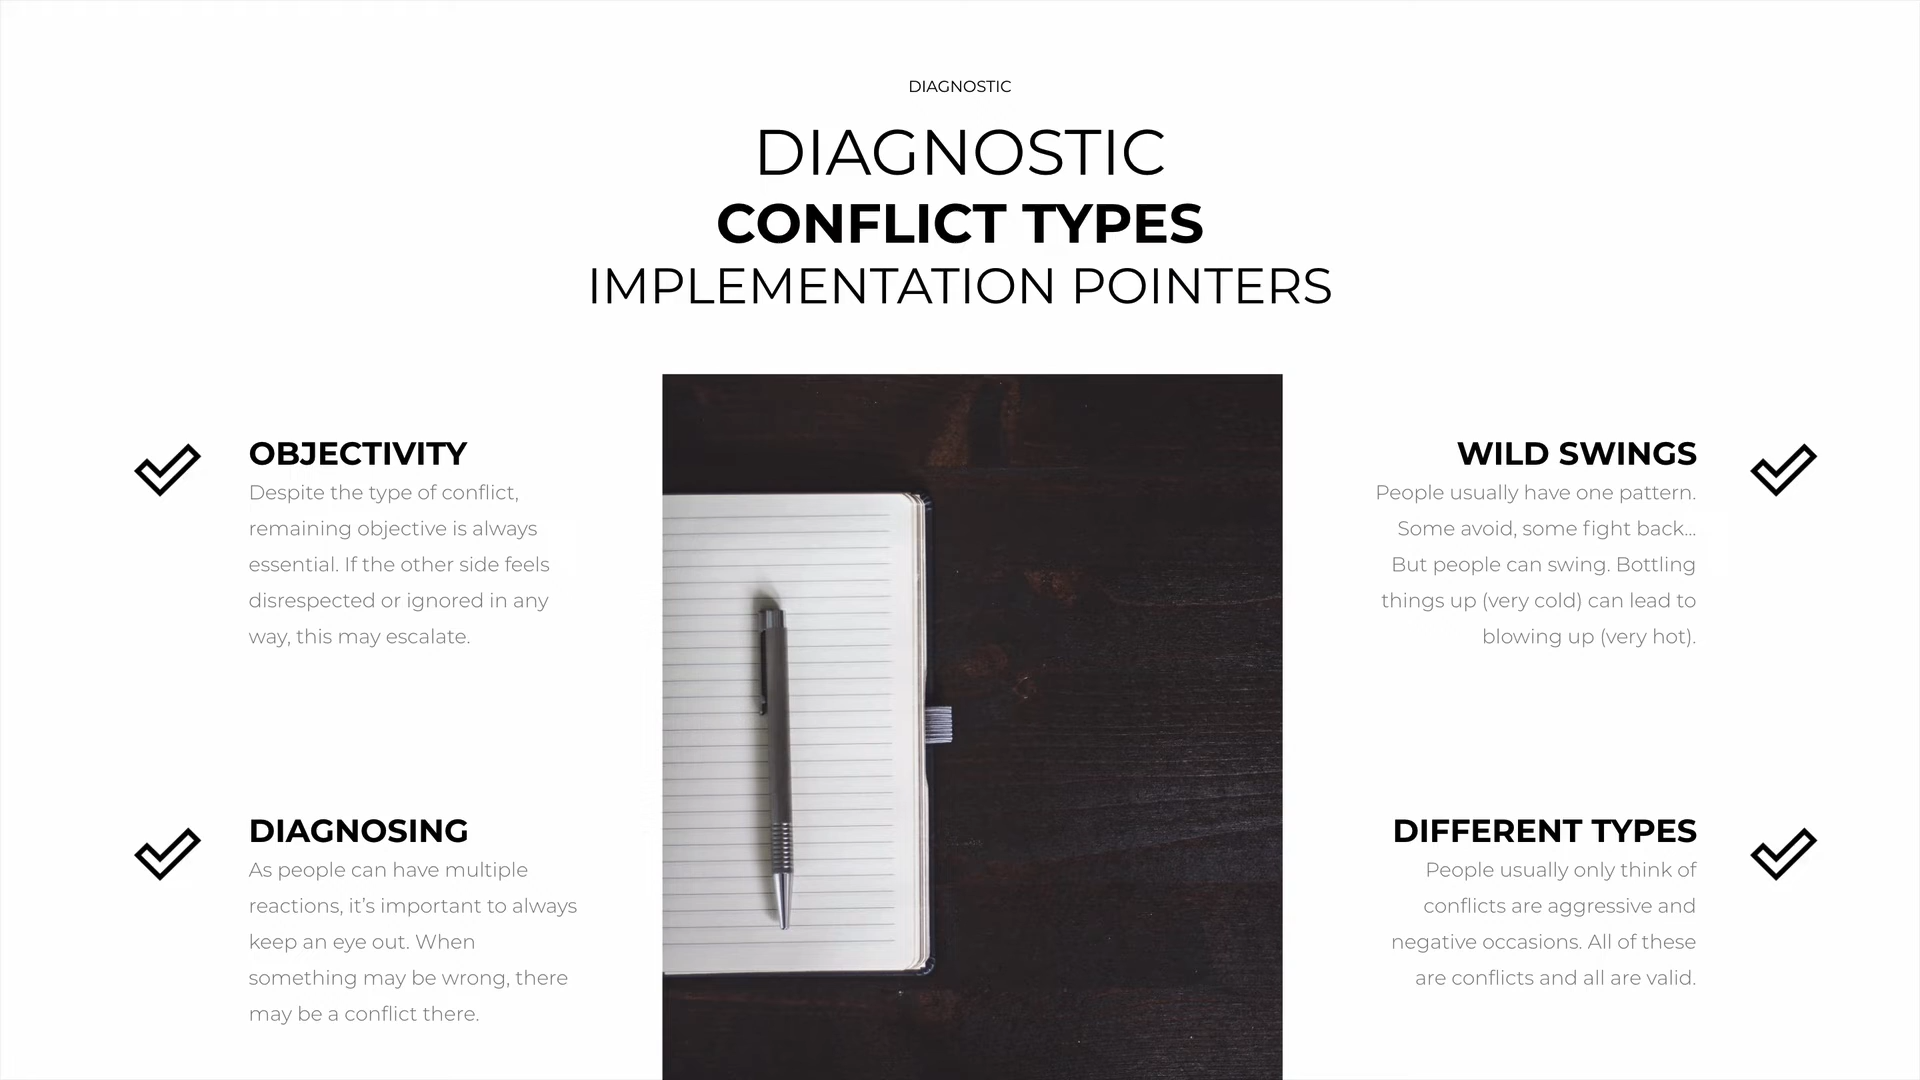 DIAGNOSTIC
DIAGNOSTIC
CONFLICT TYPES
IMPLEMENTATION POINTERS
OBJECTIVITY
Despite the type of conflict,
remaining objective is always
essential. If the other side feels
disrespected or ignored in any
way, this may escalate.
WILD SWINGS
People usually have one pattern.
Some avoid, some fight back...
But people can swing. Bottling
things up (very cold) can lead to
blowing up (very hot).
DIAGNOSING
As people can have multiple
reactions, it’s important to always
keep an eye out. When
something may be wrong, there
may be a conflict there.
DIFFERENT TYPES
People usually only think of
conflicts are aggressive and
negative occasions. All of these
are conflicts and all are valid.